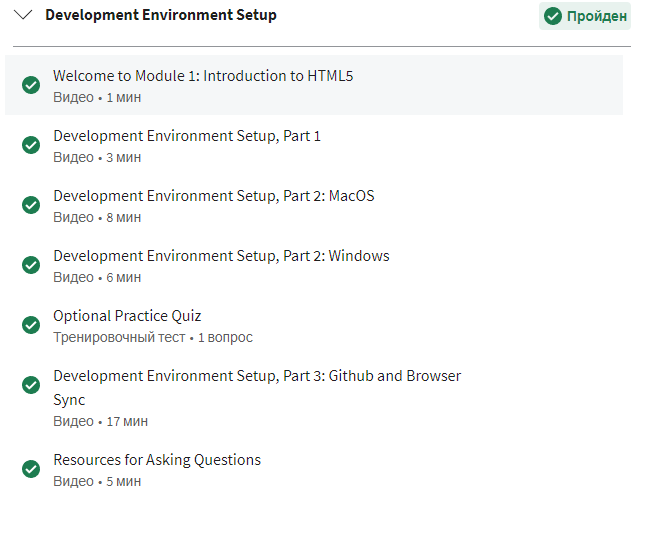 Development Environment Setup
Пройден
Welcome to Module 1: Introduction to HTML5
Видео • 1 мин
Development Environment Setup, Part 1
Видео • 3 мин
Development Environment Setup, Part 2: MacOS
Видео • 8 мин
Development Environment Setup, Part 2: Windows
Видео • 6 мин
Optional Practice Quiz
Тренировочный тест • 1 вопрос
Development Environment Setup, Part 3: Github and Browser
Sync
Видео • 17 мин
Resources for Asking Questions
Видео • 5 мин